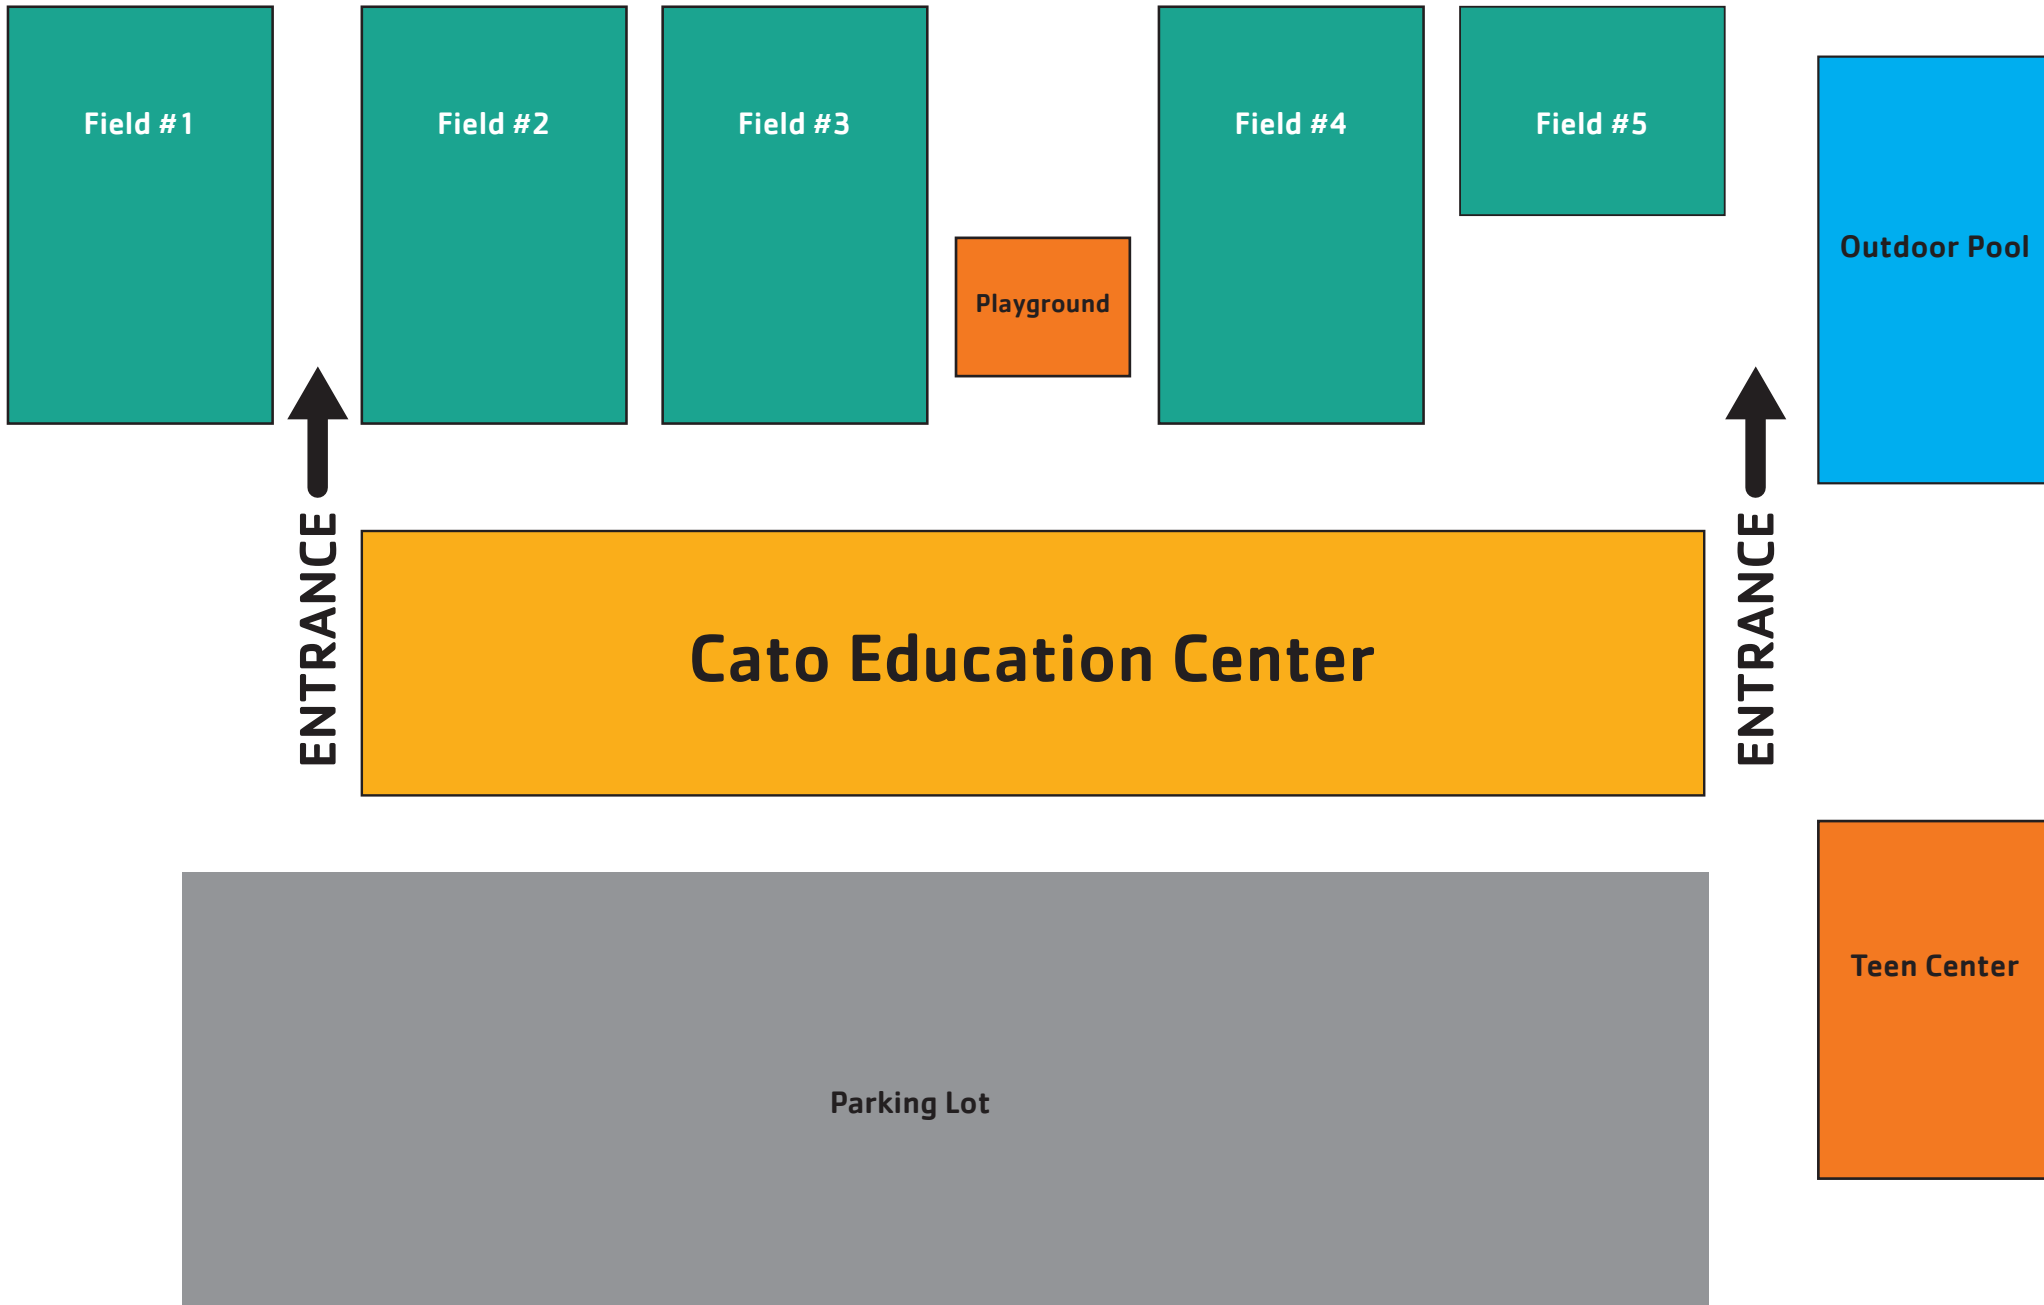 Field #1
Field #2
Field #3
Field #4
Field #5
Outdoor Pool
Playground
ENTRANCE
ENTRANCE
Cato Education Center
Teen Center
Parking Lot